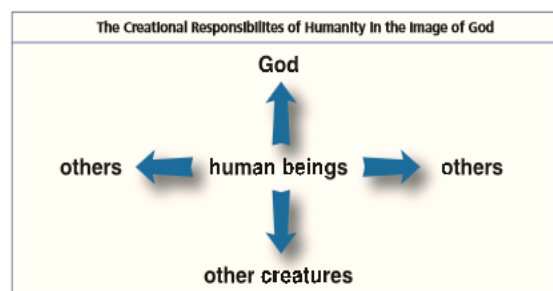 The Creational Responsibilites of Humanity in the Image of God
God
others human beings others
other creatures